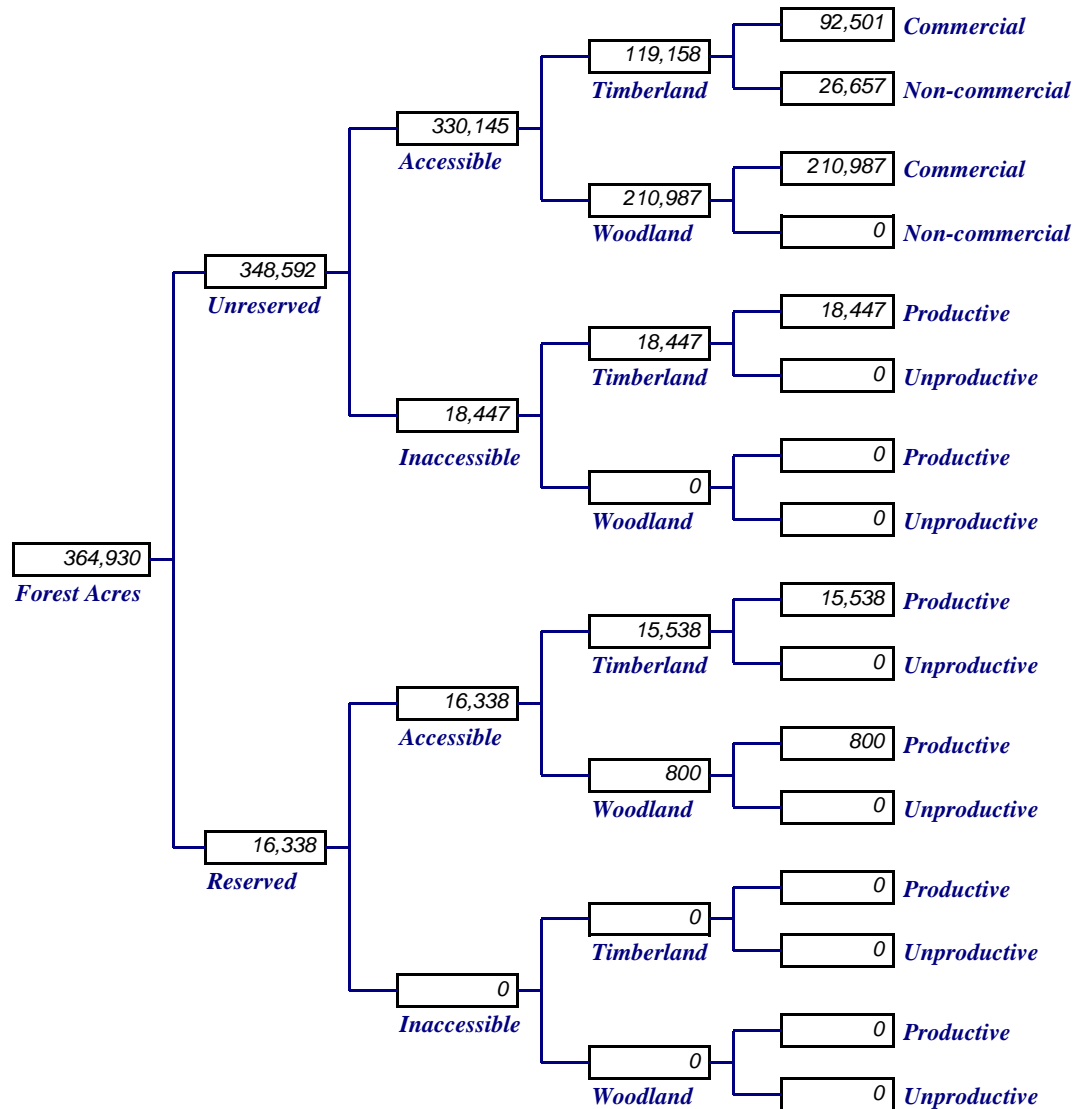 92,501 Commercial
119,158
Timberland
26,657 Non-commercial
330,145
Accessible
210,987 Commercial
210,987
Woodland
0 Non-commercial
348,592
Unreserved
18,447 Productive
18,447
Timberland
0 Unproductive
18,447
Inaccessible
0 Productive
0
Woodland
0 Unproductive
364,930
Forest Acres
15,538 Productive
15,538
Timberland
0 Unproductive
16,338
Accessible
800 Productive
800
Woodland
0 Unproductive
16,338
Reserved
0 Productive
0
Timberland
0 Unproductive
0
Inaccessible
0 Productive
0
Woodland
0 Unproductive